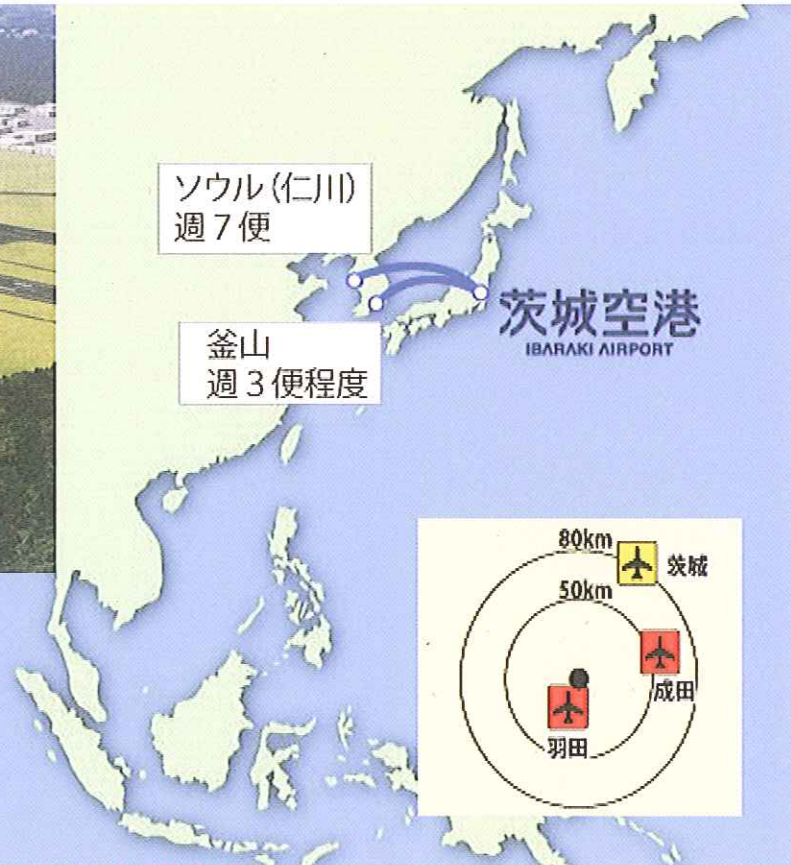 ソウル(仁川)
週7便
釜山
週3便程度
茨城空港
IBARAKI AIRPORT
80km
茨城
50km
成田
羽田